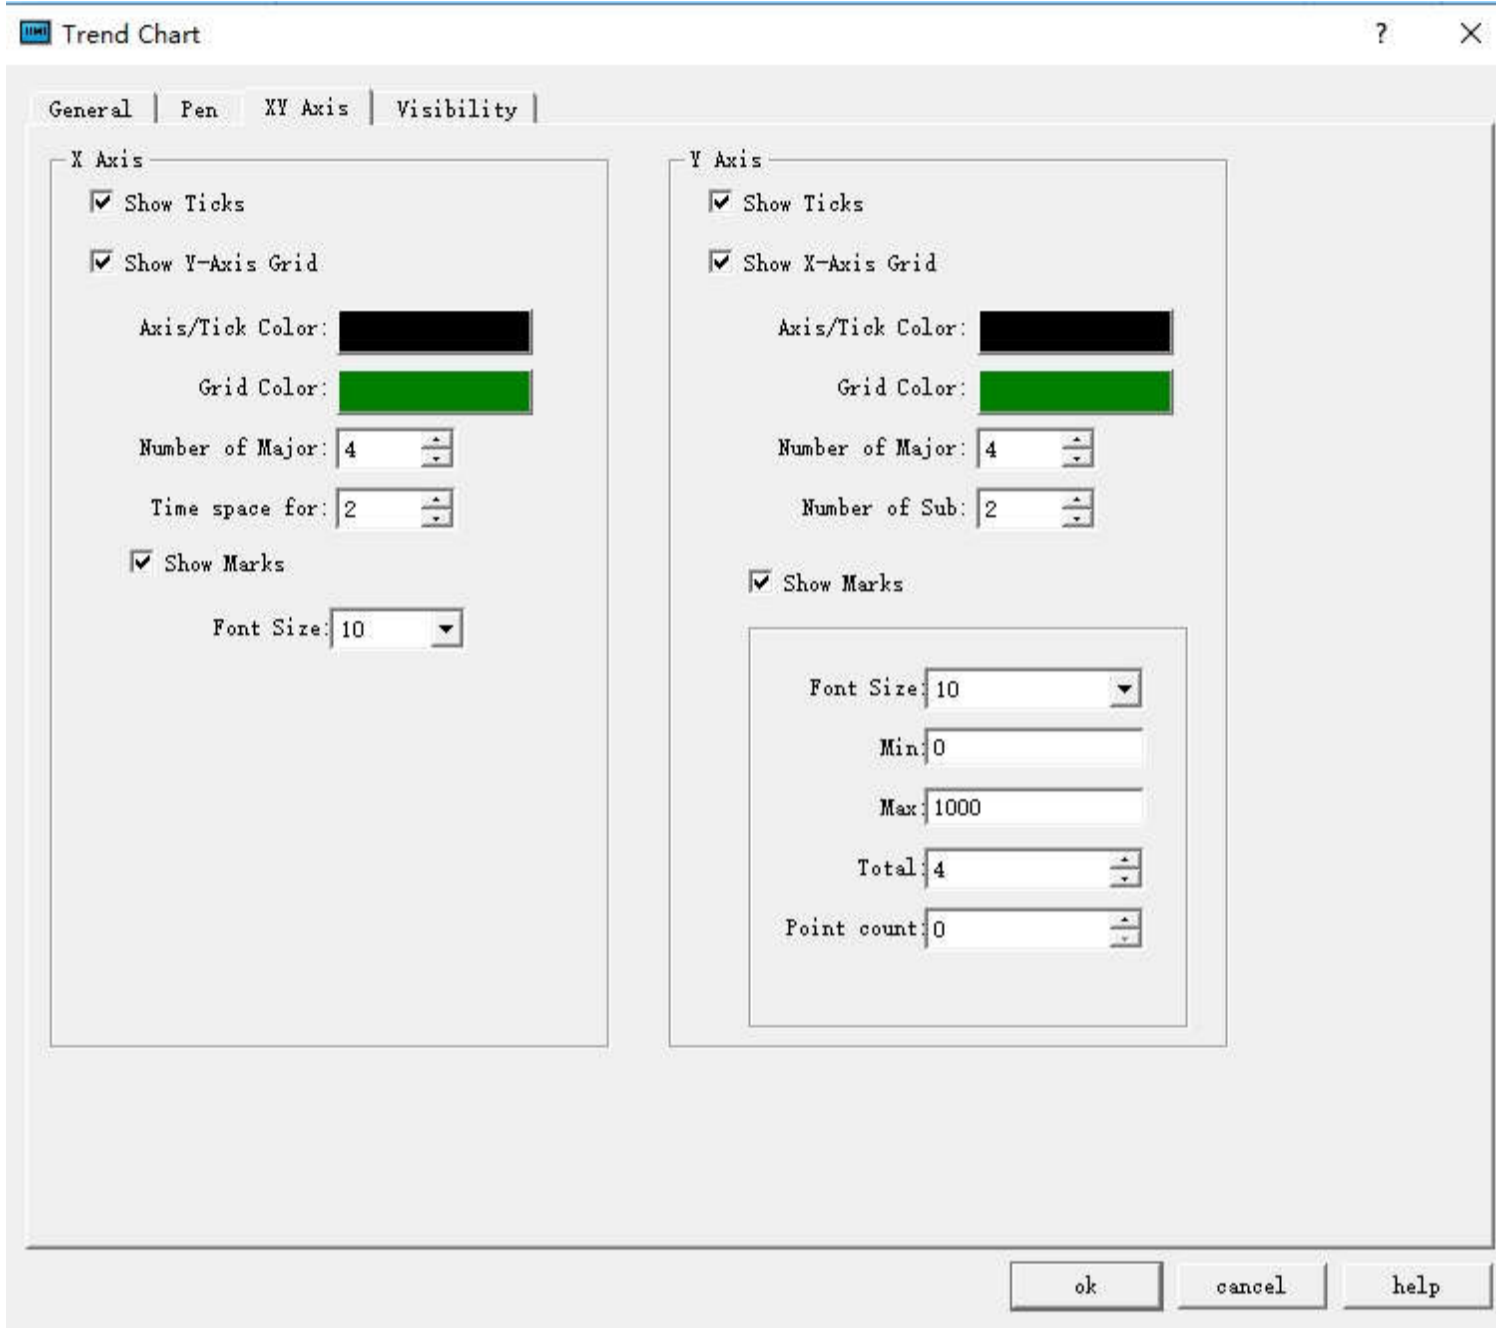 Trend Chart ?
General Pen XY Axis Visibility
X Axis
Show Ticks
Show Y-Axis Grid
Axis/Tick Color:
Grid Color:
Number of Major: 4
Time space for: 2
Show Marks
Font Size: 10
Y Axis
Show Ticks
Show X-Axis Grid
Axis/Tick Color:
Grid Color:
Number of Major: 4
Number of Sub: 2
Show Marks
Font Size: 10
Min: 0
Max: 1000
Total: 4
Point count: 0
ok cancel help